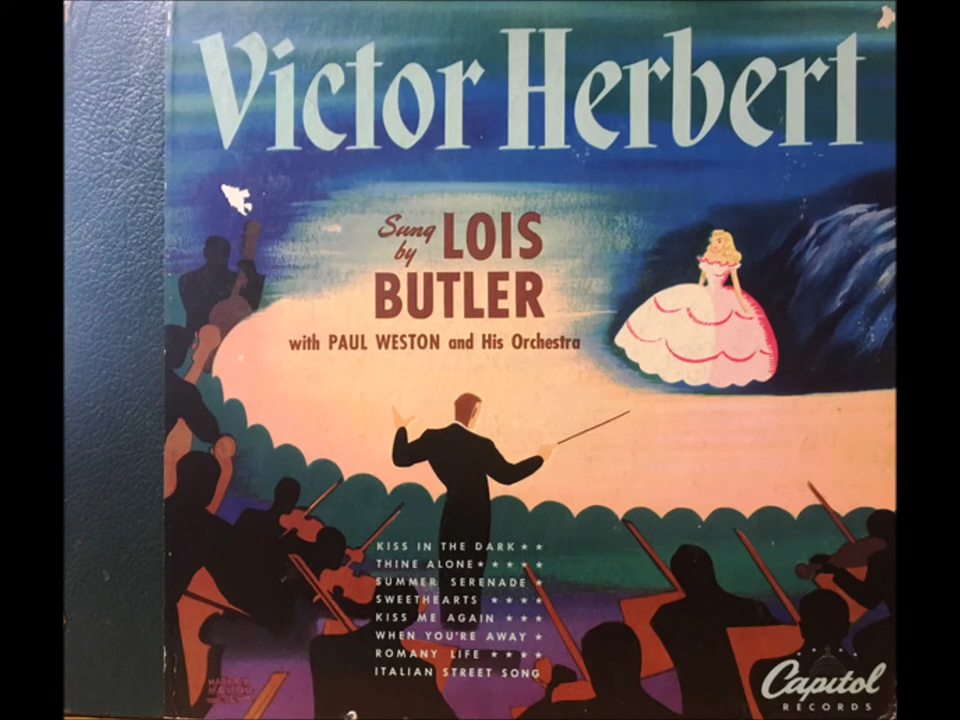 Victor Herbert
Sung by LOIS
BUTLER
with PAUL WESTON and His Orchestra
KISS IN THE DARK ★ ★
THINE ALONE ★ ★ ★ ★ ★
SUMMER SERENADE ★
SWEETHEARTS ★ ★ ★ ★
KISS ME AGAIN ★ ★ ★
WHEN YOU'RE AWAY ★
ROMANY LIFE ★ ★ ★ ★
ITALIAN STREET SONG
Capitol
RECORDS